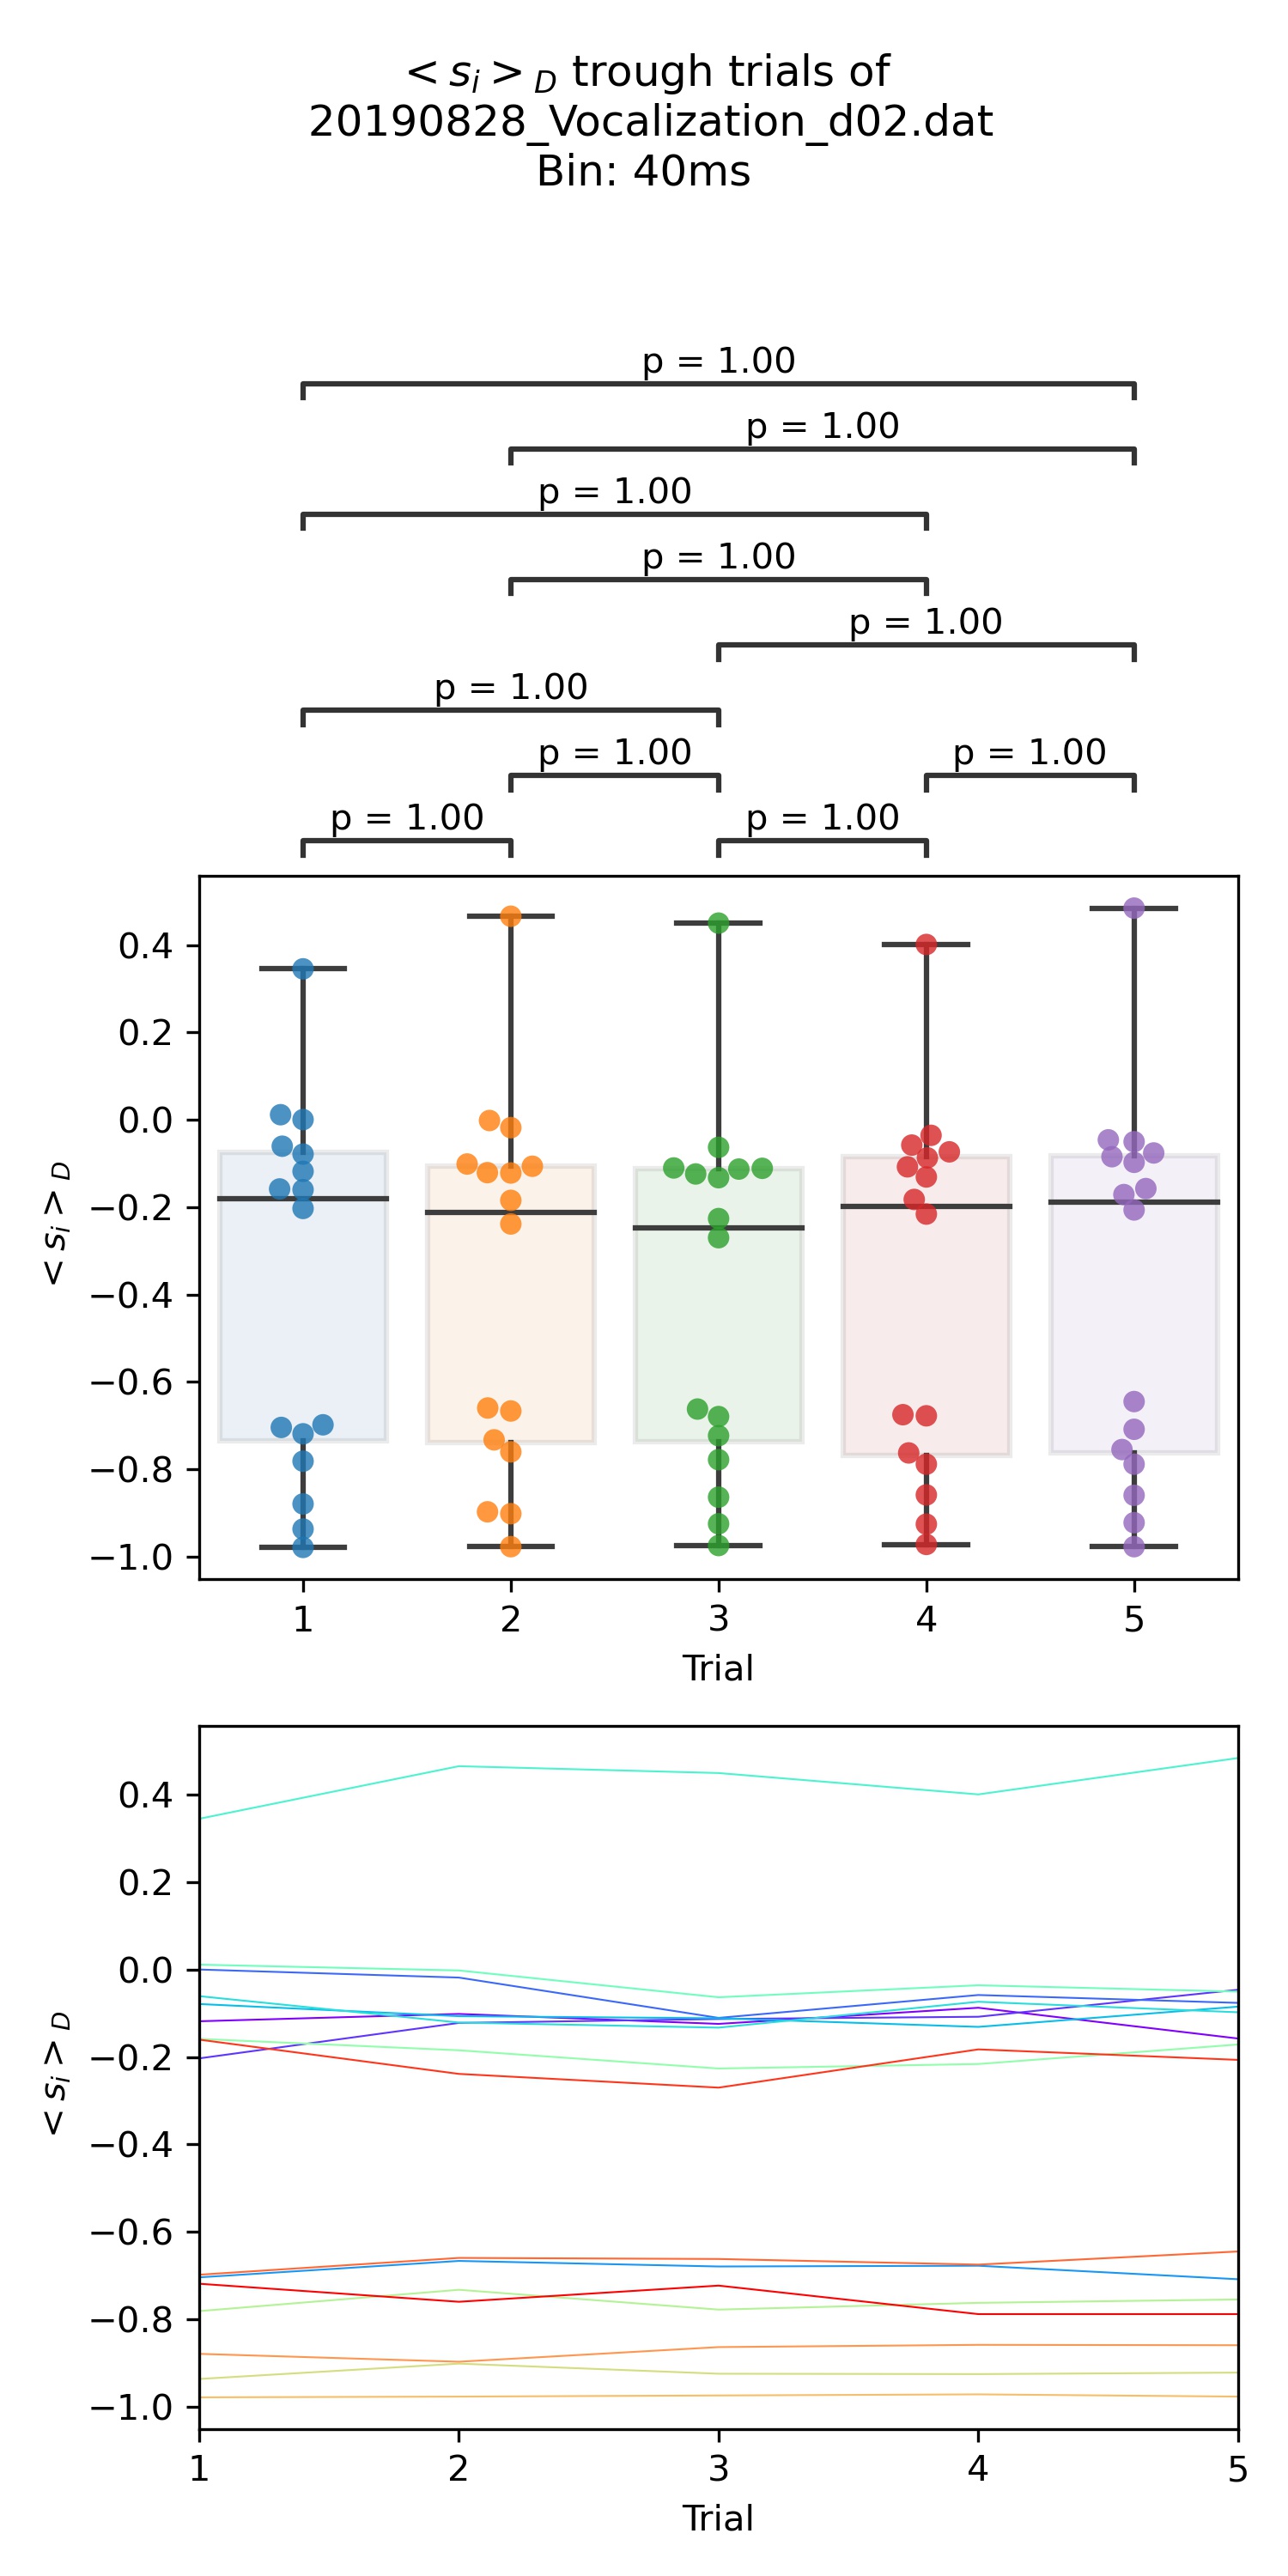 < s_i >_D trough trials of
20190828_Vocalization_d02.dat
Bin: 40ms
p = 1.00
p = 1.00
p = 1.00
p = 1.00
p = 1.00
p = 1.00
p = 1.00 p = 1.00
p = 1.00 p = 1.00
0.4
0.2
0.0
−0.2
−0.4
−0.6
−0.8
−1.0
< s_i >_D
1 2 3 4 5
Trial
0.4
0.2
0.0
−0.2
−0.4
−0.6
−0.8
−1.0
< s_i >_D
1 2 3 4 5
Trial